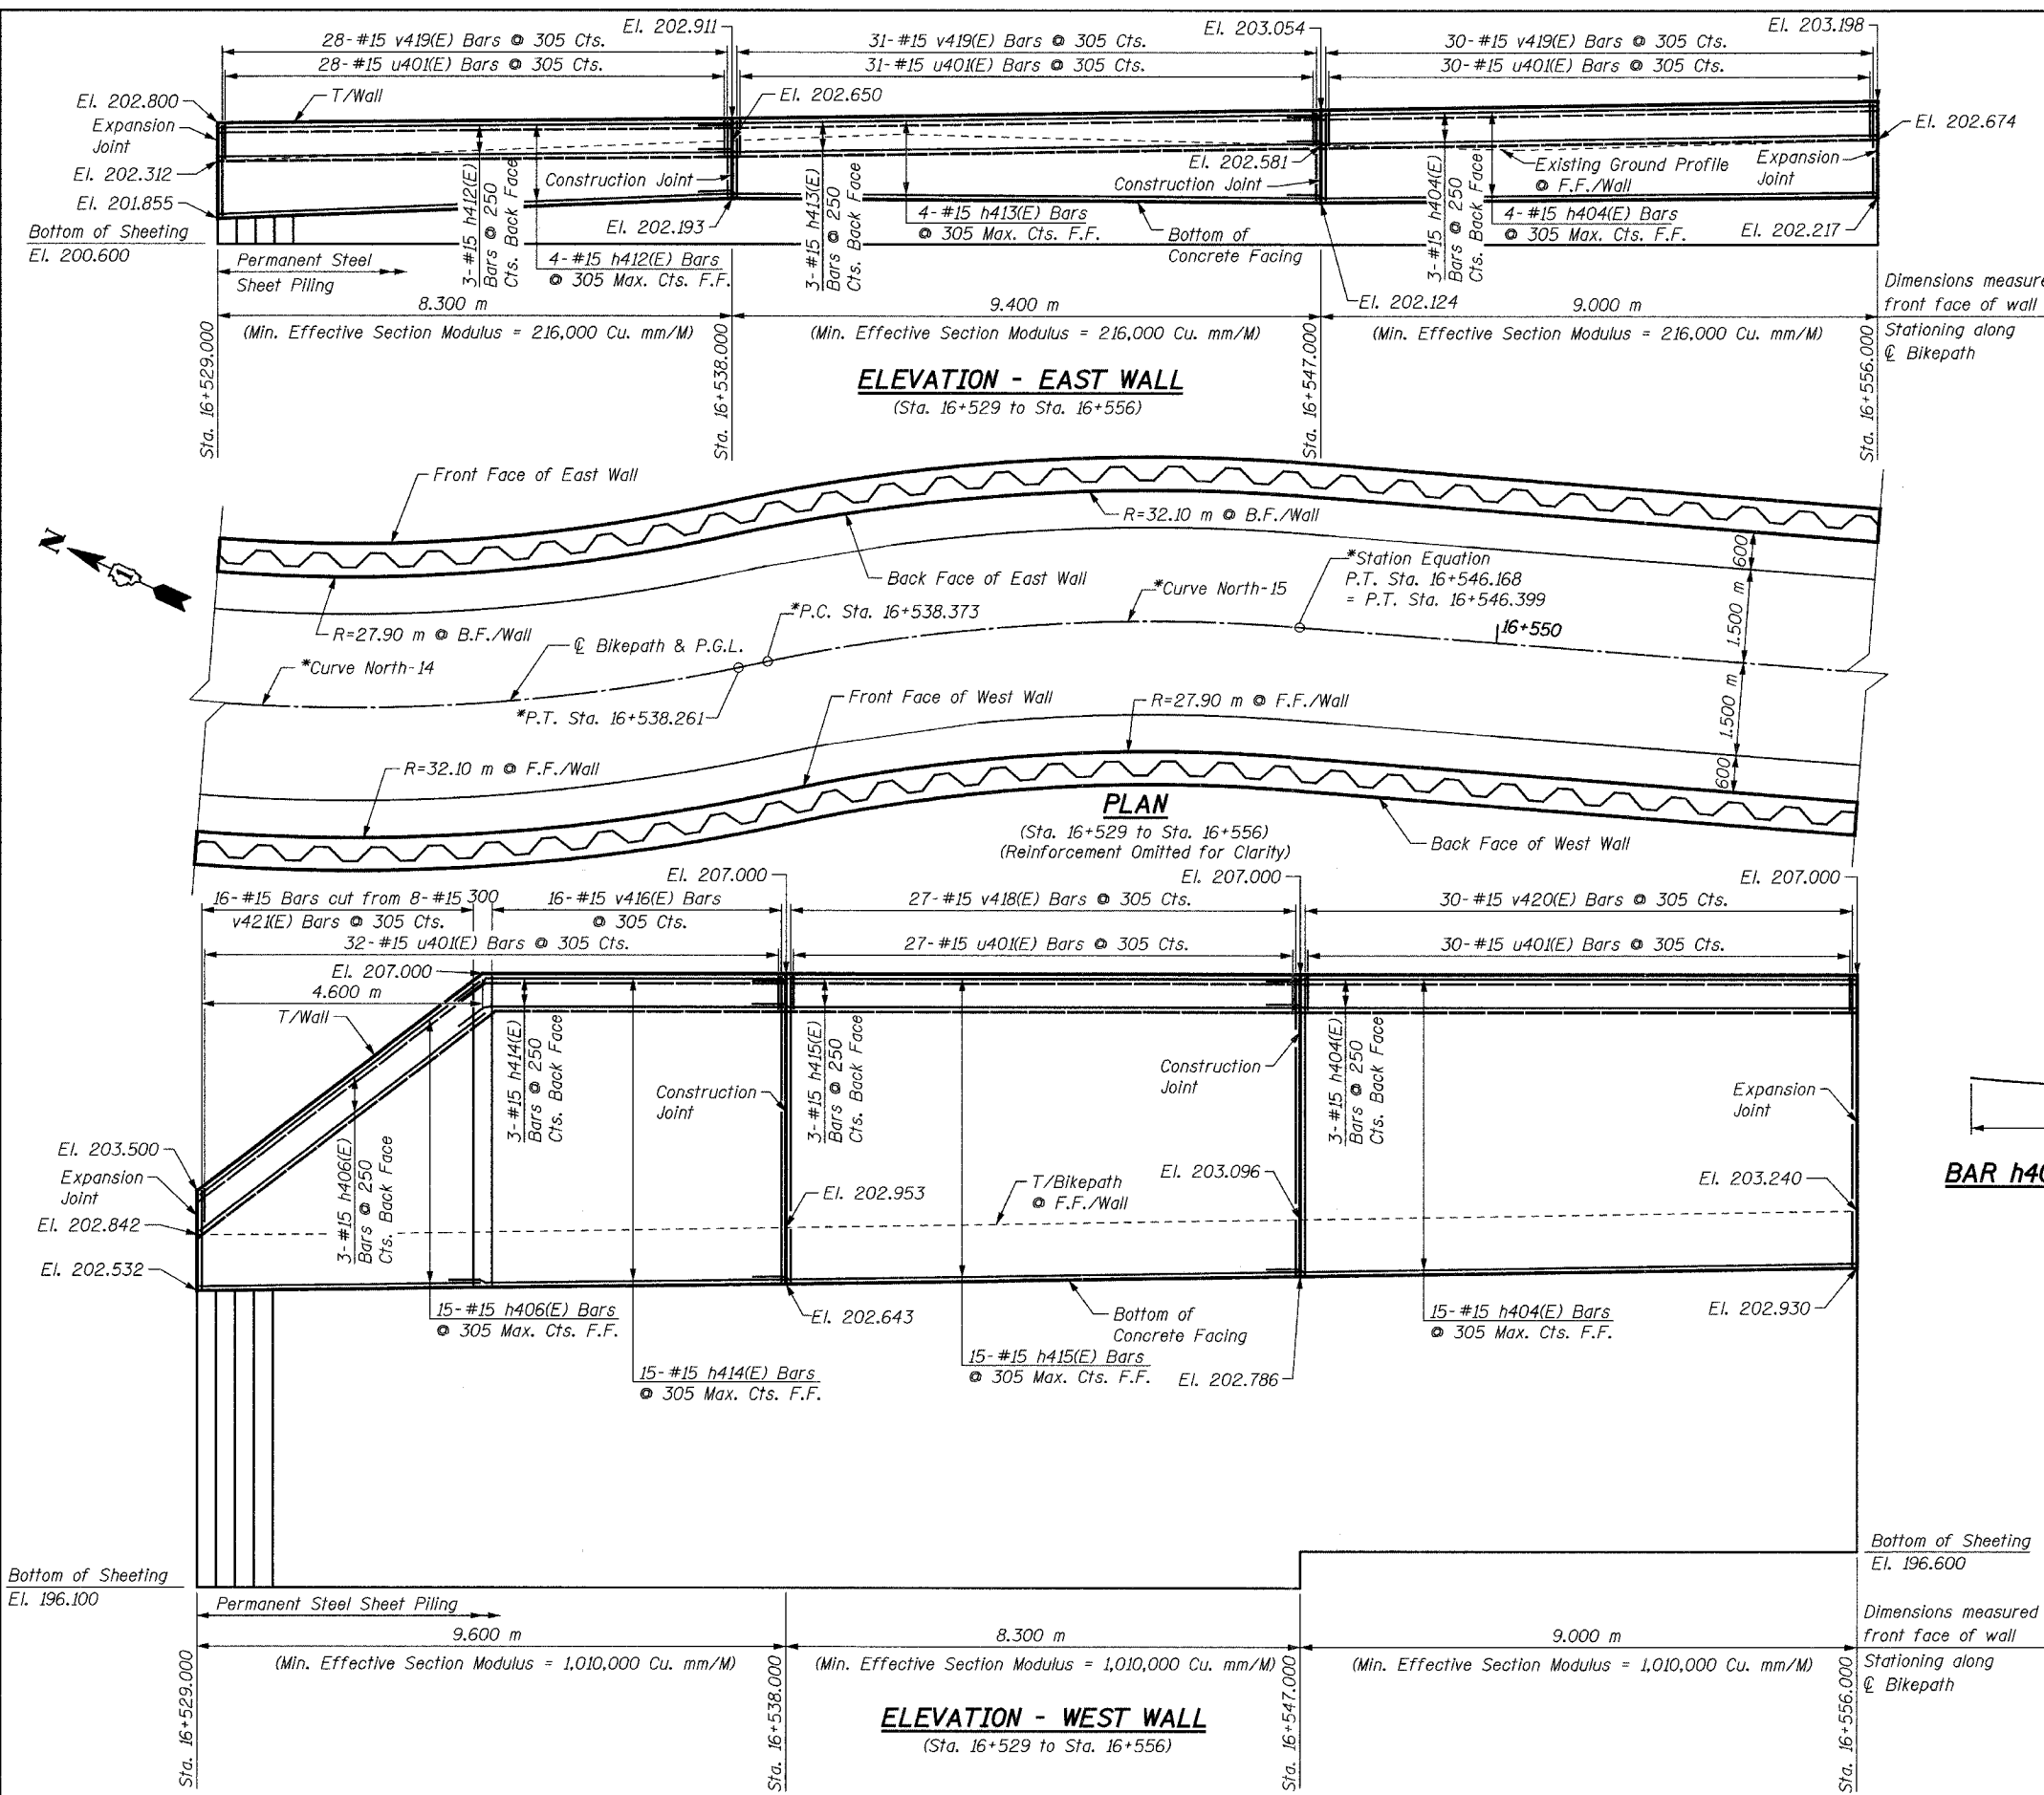 28-#15 v419(E) Bars @ 305 Cts.
28-#15 u401(E) Bars @ 305 Cts.
El. 202.911
31-#15 v419(E) Bars @ 305 Cts.
31-#15 u401(E) Bars @ 305 Cts.
El. 203.054
30-#15 v419(E) Bars @ 305 Cts.
30-#15 u401(E) Bars @ 305 Cts.
El. 203.198
El. 202.800
T/Wall
El. 202.650
Expansion
Joint
El. 202.312
El. 201.855
Bottom of Sheeting
El. 200.600
Permanent Steel
Sheet Piling
3-#15 h412(E)
Bars @ 250
Cts. Back Face
Construction Joint
El. 202.193
4-#15 h412(E) Bars
@ 305 Max. Cts. F.F.
3-#15 h413(E)
Bars @ 250
Cts. Back Face
4-#15 h413(E) Bars
@ 305 Max. Cts. F.F.
El. 202.581
Construction Joint
Bottom of
Concrete Facing
El. 202.124
3-#15 h404(E)
Bars @ 250
Cts. Back Face
Existing Ground Profile
@ F.F./Wall
4-#15 h404(E) Bars
@ 305 Max. Cts. F.F.
Expansion
Joint
El. 202.674
El. 202.217
8.300 m
(Min. Effective Section Modulus = 216,000 Cu. mm/M)
9.400 m
(Min. Effective Section Modulus = 216,000 Cu. mm/M)
9.000 m
(Min. Effective Section Modulus = 216,000 Cu. mm/M)
Dimensions measure
front face of wall
Stationing along
℄ Bikepath
Sta. 16+529.000
Sta. 16+538.000
Sta. 16+547.000
Sta. 16+556.000
ELEVATION - EAST WALL
(Sta. 16+529 to Sta. 16+556)
N
1
Front Face of East Wall
R=32.10 m @ B.F./Wall
Back Face of East Wall
*Station Equation
P.T. Sta. 16+546.168
= P.T. Sta. 16+546.399
*Curve North-15
*P.C. Sta. 16+538.373
R=27.90 m @ B.F./Wall
℄ Bikepath & P.G.L.
*Curve North-14
16+550
600
1.500 m
1.500 m
600
*P.T. Sta. 16+538.261
Front Face of West Wall
R=27.90 m @ F.F./Wall
R=32.10 m @ F.F./Wall
PLAN
(Sta. 16+529 to Sta. 16+556)
(Reinforcement Omitted for Clarity)
Back Face of West Wall
16-#15 Bars cut from 8-#15
v421(E) Bars @ 305 Cts.
300
16-#15 v416(E) Bars
@ 305 Cts.
32-#15 u401(E) Bars @ 305 Cts.
El. 207.000
27-#15 v418(E) Bars @ 305 Cts.
27-#15 u401(E) Bars @ 305 Cts.
El. 207.000
30-#15 v420(E) Bars @ 305 Cts.
30-#15 u401(E) Bars @ 305 Cts.
El. 207.000
El. 207.000
4.600 m
T/Wall
3-#15 h414(E)
Bars @ 250
Cts. Back Face
Construction
Joint
3-#15 h415(E)
Bars @ 250
Cts. Back Face
Construction
Joint
3-#15 h404(E)
Bars @ 250
Cts. Back Face
Expansion
Joint
El. 203.500
Expansion
Joint
El. 202.842
El. 202.532
3-#15 h406(E)
Bars @ 250
Cts. Back Face
El. 202.953
T/Bikepath
@ F.F./Wall
El. 203.096
El. 203.240
BAR h40
15-#15 h406(E) Bars
@ 305 Max. Cts. F.F.
El. 202.643
Bottom of
Concrete Facing
15-#15 h404(E) Bars
@ 305 Max. Cts. F.F.
El. 202.930
15-#15 h414(E) Bars
@ 305 Max. Cts. F.F.
15-#15 h415(E) Bars
@ 305 Max. Cts. F.F.
El. 202.786
Bottom of Sheeting
El. 196.100
Bottom of Sheeting
El. 196.600
Permanent Steel Sheet Piling
9.600 m
(Min. Effective Section Modulus = 1,010,000 Cu. mm/M)
8.300 m
(Min. Effective Section Modulus = 1,010,000 Cu. mm/M)
9.000 m
(Min. Effective Section Modulus = 1,010,000 Cu. mm/M)
Dimensions measured
front face of wall
Stationing along
℄ Bikepath
Sta. 16+529.000
Sta. 16+538.000
Sta. 16+547.000
Sta. 16+556.000
ELEVATION - WEST WALL
(Sta. 16+529 to Sta. 16+556)